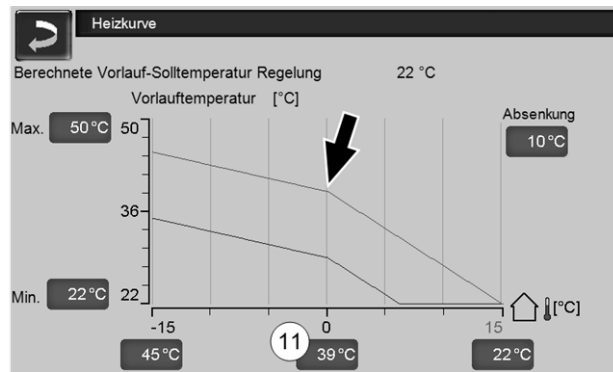 Heizkurve
Berechnete Vorlauf-Solltemperatur Regelung 22 °C
Vorlauftemperatur [°C]
Absenkung
Max. 50°C 50
10°C
36
Min. 22°C 22
[°C]
-15 0 15
11
45°C 39°C 22°C